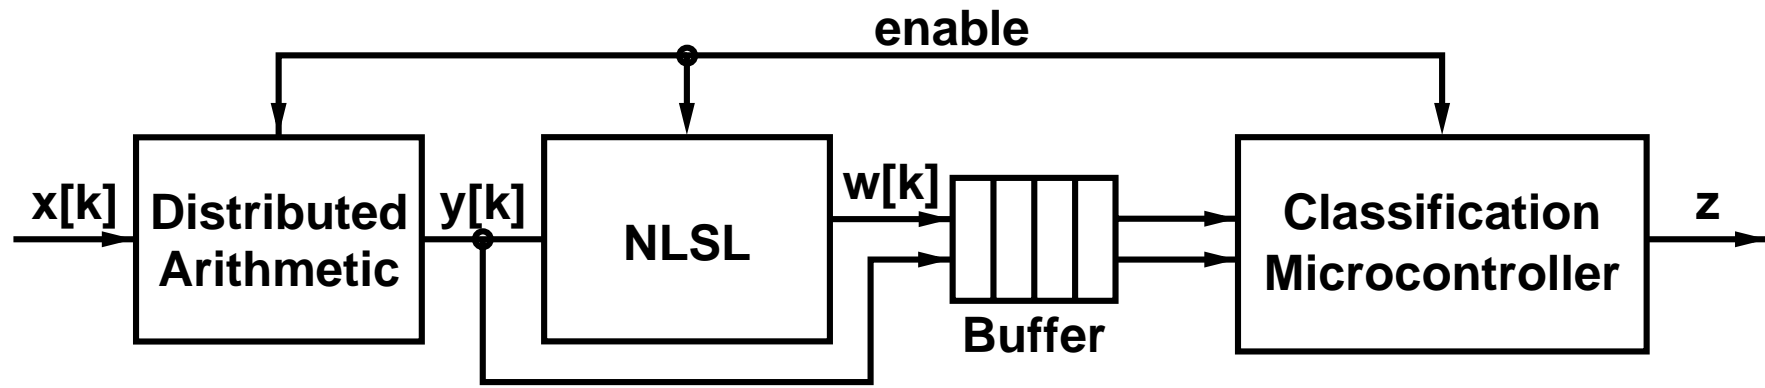 enable
x[k]
Distributed
Arithmetic
y[k]
NLSL
w[k]
Buffer
Classification
Microcontroller
z